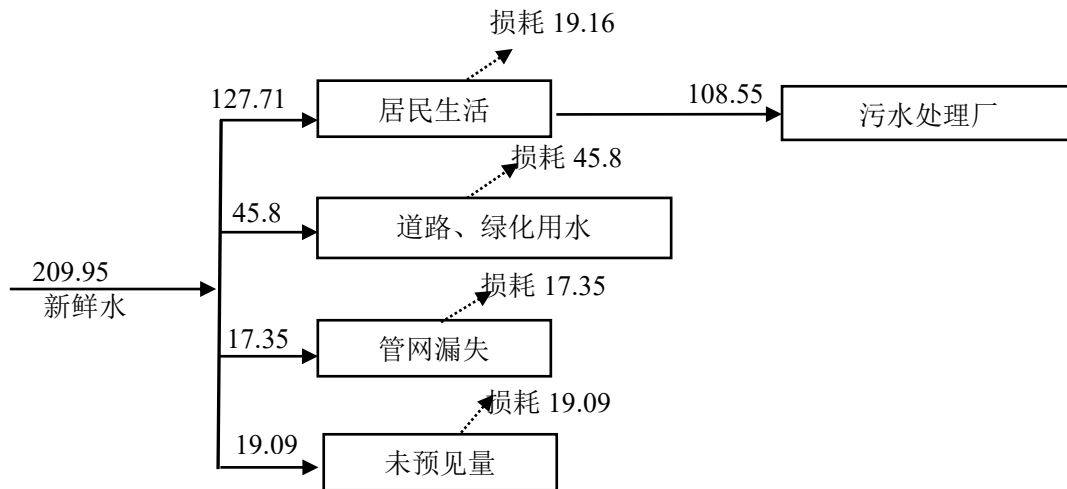 损耗 19.16
127.71
居民生活
108.55
污水处理厂
损耗 45.8
45.8
道路、绿化用水
209.95
新鲜水
损耗 17.35
17.35
管网漏失
损耗 19.09
19.09
未预见量